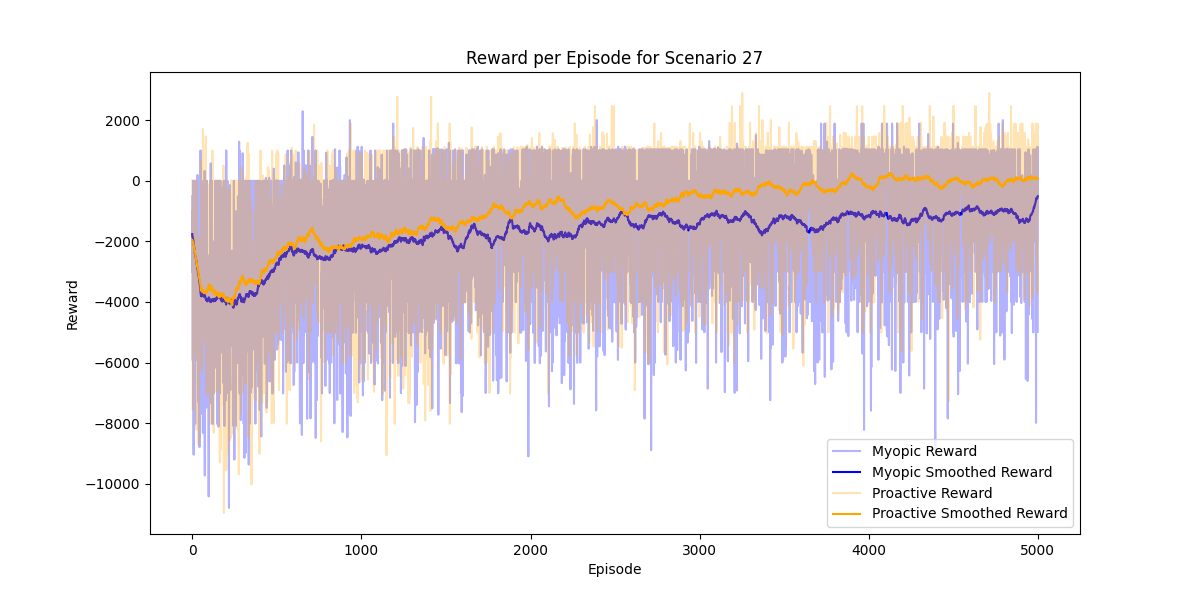 Reward per Episode for Scenario 27
2000
0
−2000
−4000
−6000
−8000
−10000
Reward
0 1000 2000 3000 4000 5000
Episode
Myopic Reward
Myopic Smoothed Reward
Proactive Reward
Proactive Smoothed Reward